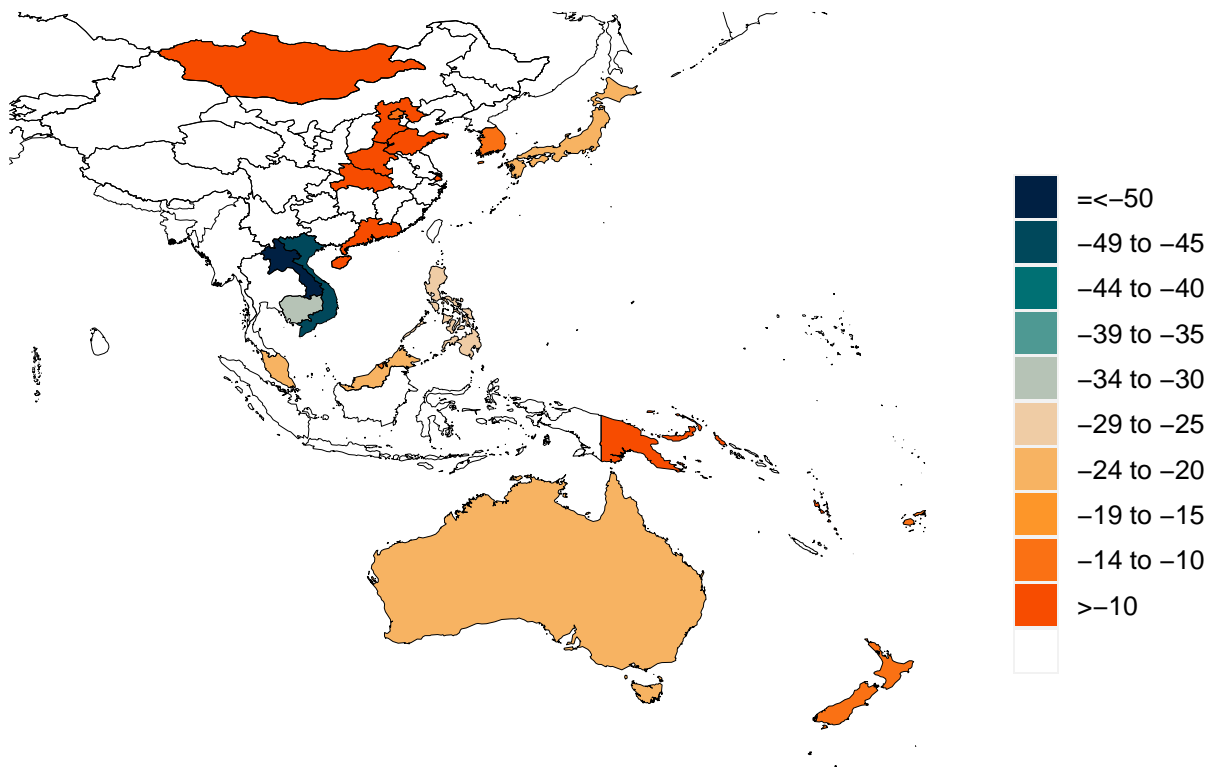 =<−50
−49 to −45
−44 to −40
−39 to −35
−34 to −30
−29 to −25
−24 to −20
−19 to −15
−14 to −10
>−10